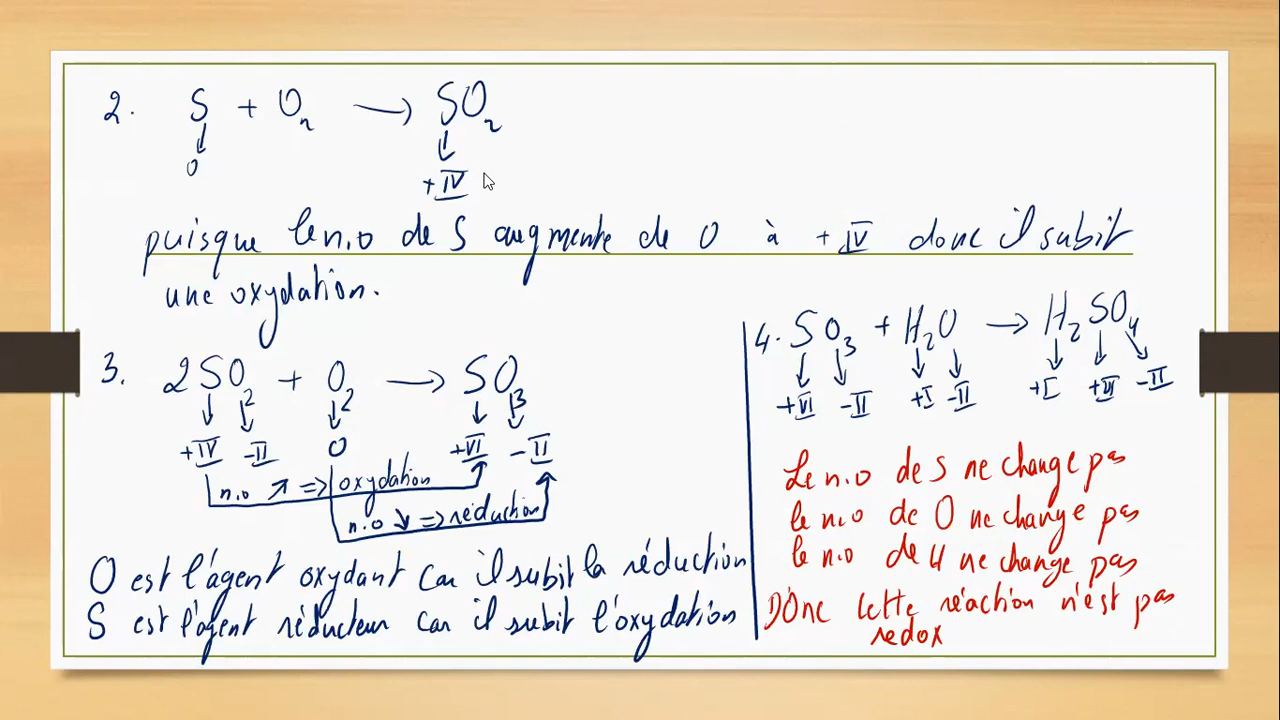 2. S + O₂ → SO₂
↓ ↓
0 +IV
puisque le n.o de S augmente de 0 à +IV donc il subit
une oxydation.
3. 2SO₂ + O₂ → SO₃
↓ ↓ ↓ ↓ ↓
+IV -II 0 +VI -II
n.o ↗ => oxydation
n.o ↘ => réduction
O est l'agent oxydant car il subit la réduction
S est l'agent réducteur car il subit l'oxydation
4. SO₃ + H₂O → H₂SO₄
↓ ↓ ↓ ↓ ↓ ↓ ↘
+VI -II +I -II +I +VI -II
Le n.o de S ne change pas
le n.o de O ne change pas
le n.o de H ne change pas
Donc cette réaction n'est pas
redox